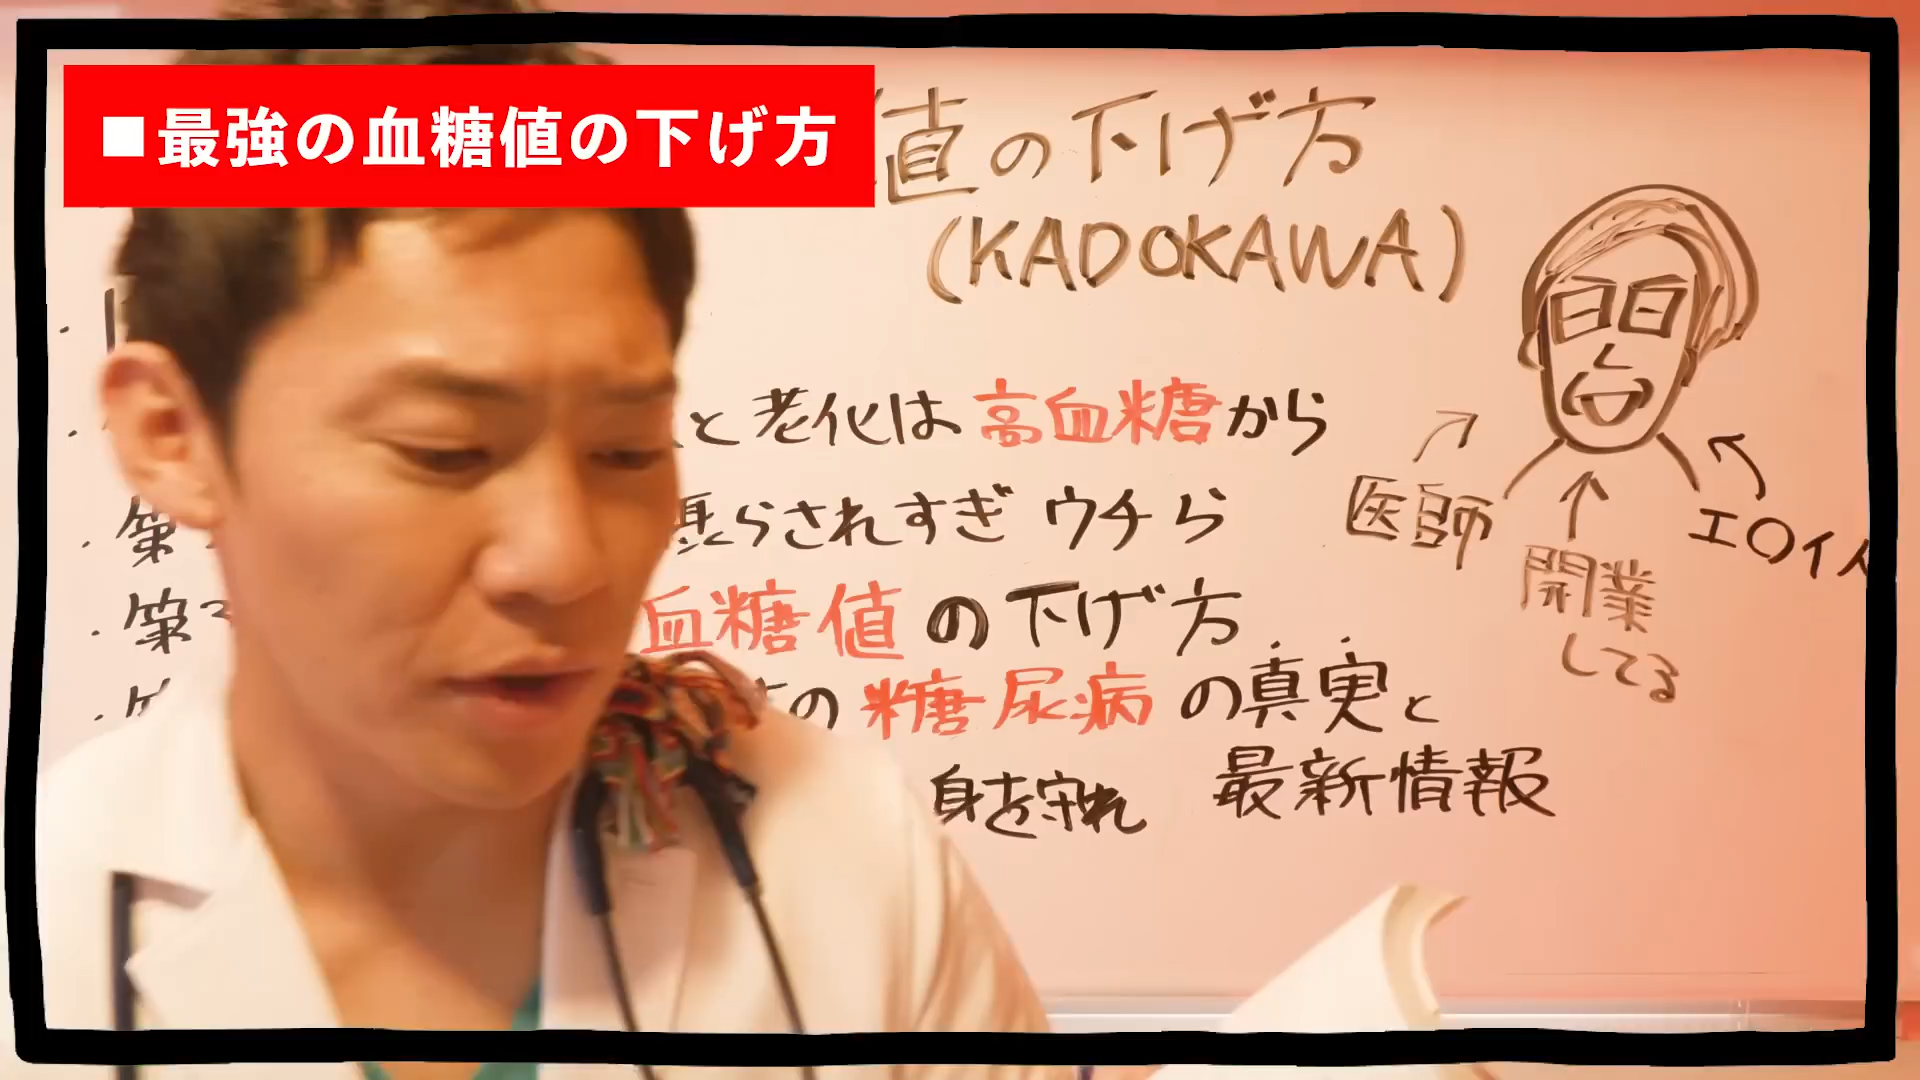 ■最強の血糖値の下げ方
値の下げ方
(KADOKAWA)
と老化は高血糖から
らされすぎウチら
血糖値の下げ方
の糖尿病の真実と
身を守れ 最新情報
第
第
医師
開業
してる
エロイ人